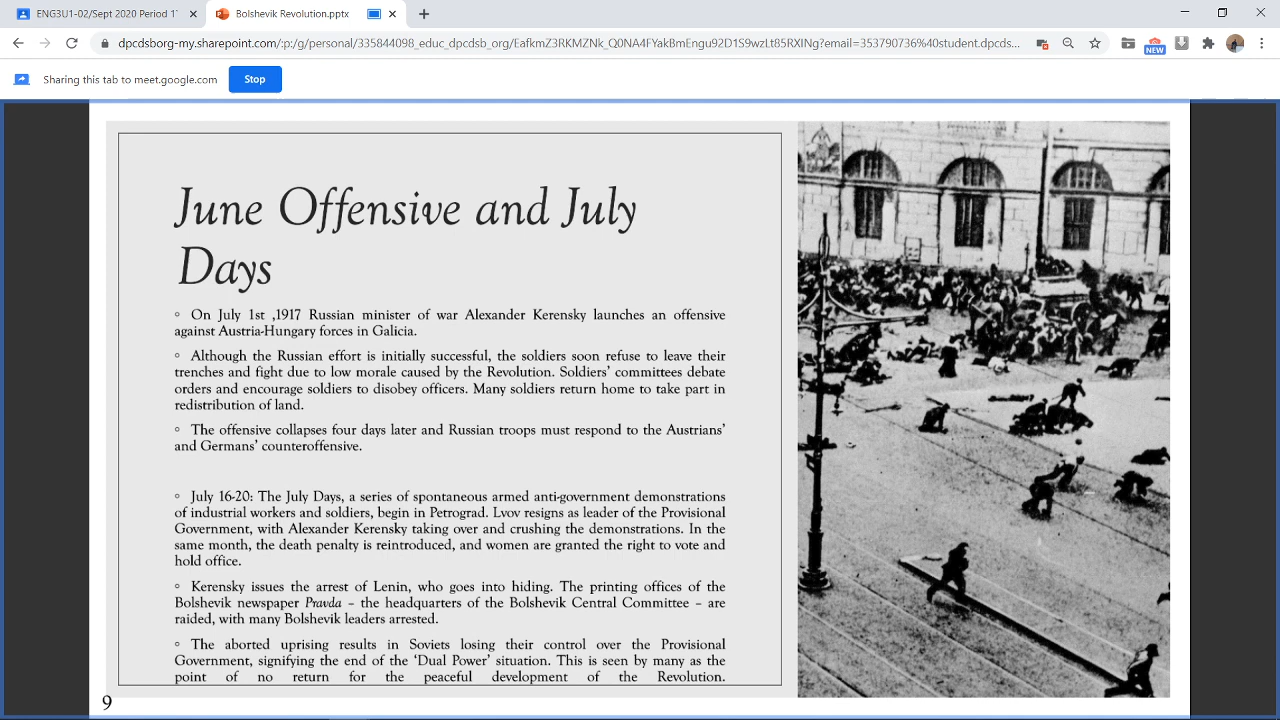 ENG3U1-02/Sept 2020 Period 1
Bolshevik Revolution.pptx
dpcdsborg-my.sharepoint.com/:p:/g/personal/335844098_stuc_dpcdsb_org/EafkmZ3RKMZNk_Q0NA4FYakBmEngu92D1S9wzLt85RXINg?email=353790736%40student.dpcds...
NEW
Sharing this tab to meet.google.com
Stop
June Offensive and July
Days
◦ On July 1st ,1917 Russian minister of war Alexander Kerensky launches an offensive
against Austria-Hungary forces in Galicia.
◦ Although the Russian effort is initially successful, the soldiers soon refuse to leave their
trenches and fight due to low morale caused by the Revolution. Soldiers’ committees debate
orders and encourage soldiers to disobey officers. Many soldiers return home to take part in
redistribution of land.
◦ The offensive collapses four days later and Russian troops must respond to the Austrians’
and Germans’ counteroffensive.
◦ July 16-20: The July Days, a series of spontaneous armed anti-government demonstrations
of industrial workers and soldiers, begin in Petrograd. Lvov resigns as leader of the Provisional
Government, with Alexander Kerensky taking over and crushing the demonstrations. In the
same month, the death penalty is reintroduced, and women are granted the right to vote and
hold office.
◦ Kerensky issues the arrest of Lenin, who goes into hiding. The printing offices of the
Bolshevik newspaper Pravda – the headquarters of the Bolshevik Central Committee – are
raided, with many Bolshevik leaders arrested.
◦ The aborted uprising results in Soviets losing their control over the Provisional
Government, signifying the end of the ‘Dual Power’ situation. This is seen by many as the
point of no return for the peaceful development of the Revolution.
9